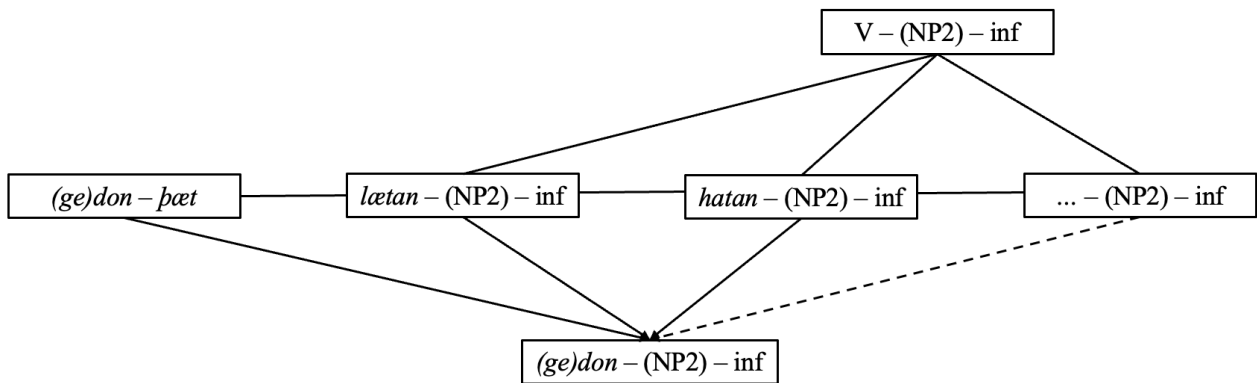 V – (NP2) – inf
(ge)don – þæt
lætan – (NP2) – inf
hatan – (NP2) – inf
... – (NP2) – inf
(ge)don – (NP2) – inf